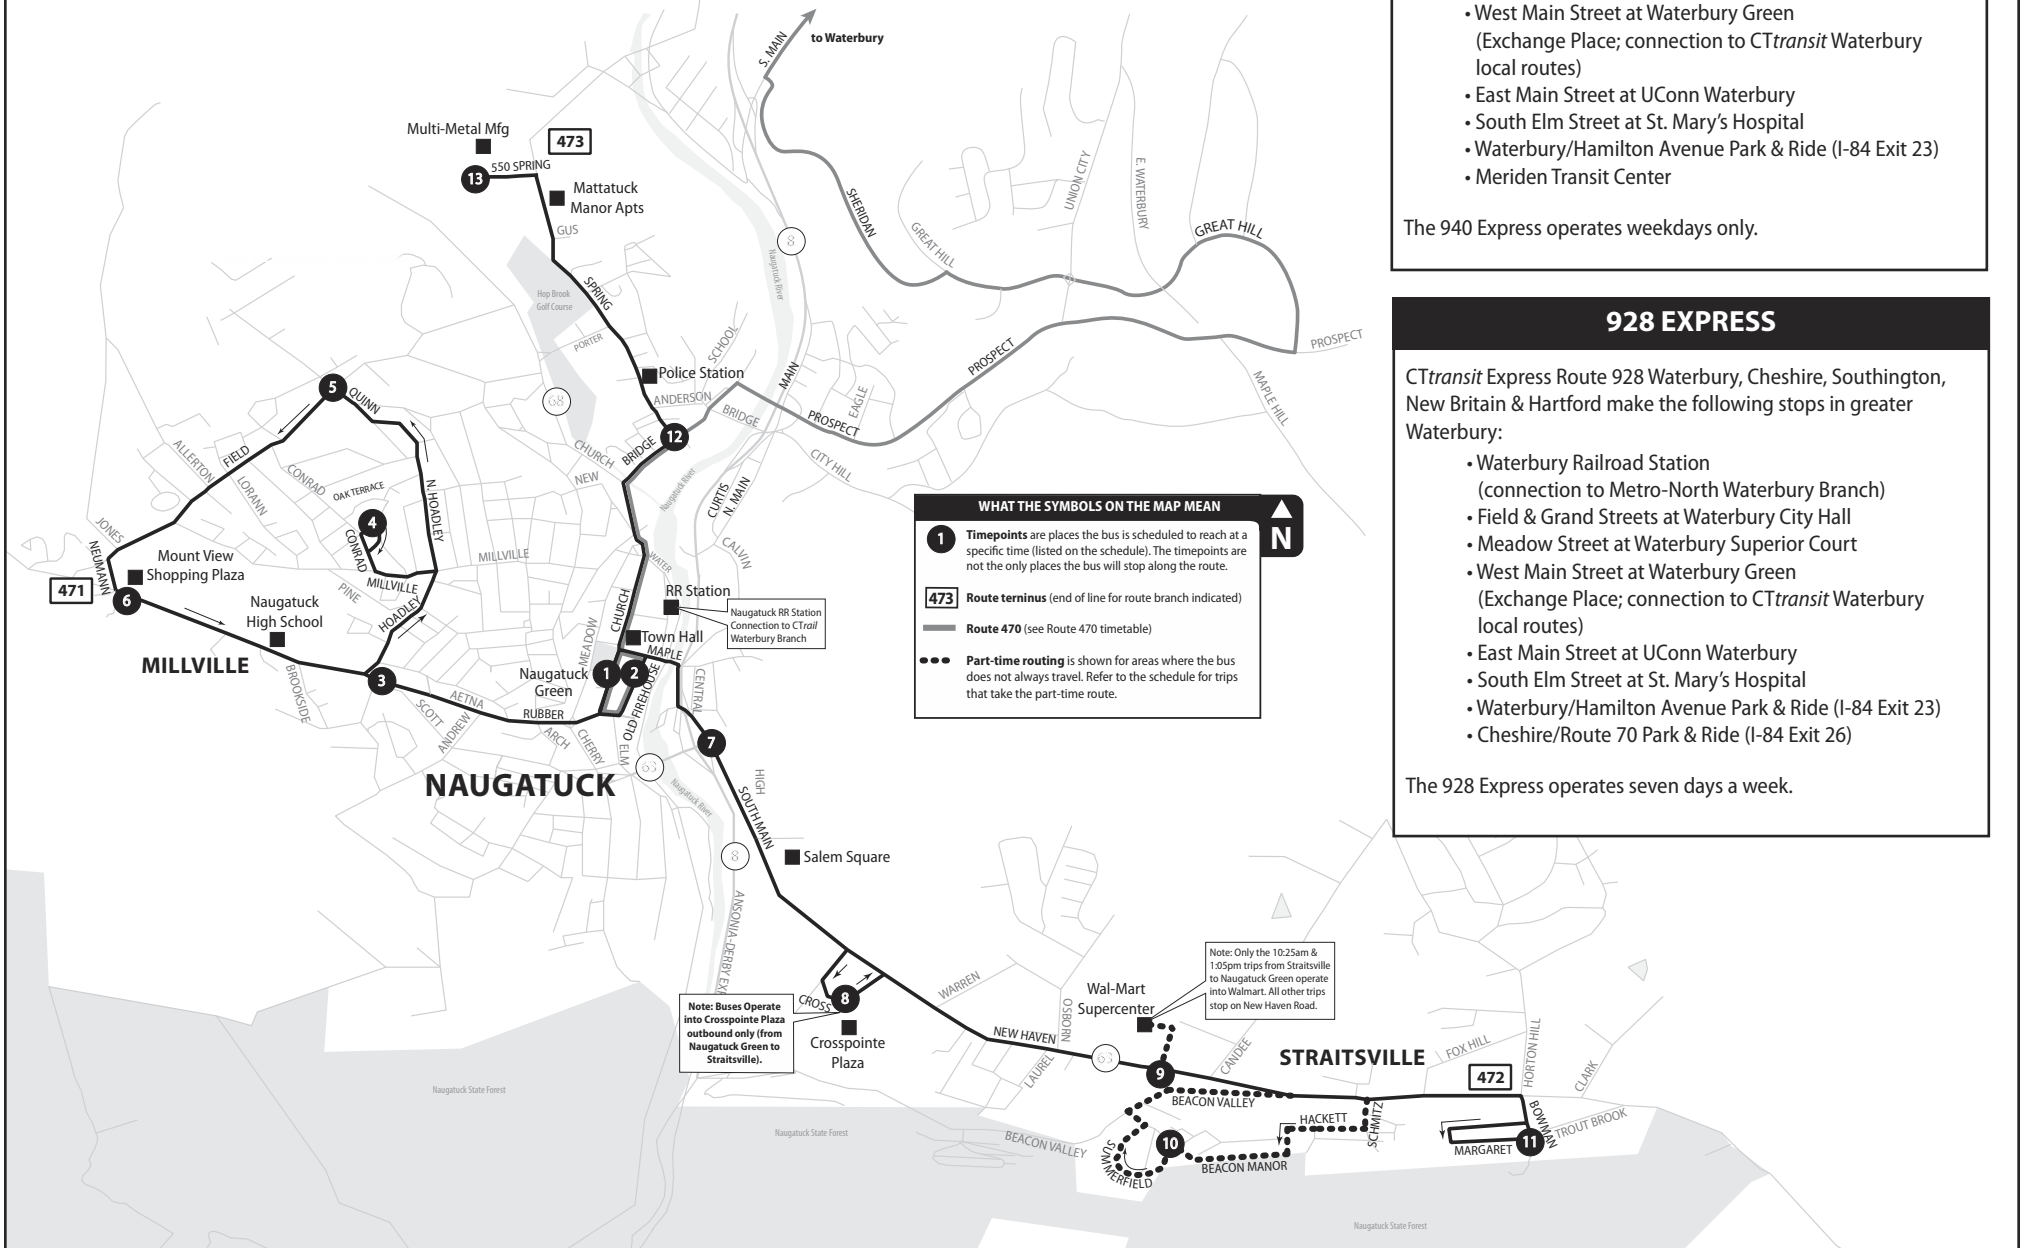 to Waterbury
S. MAIN
Multi-Metal Mfg
473
550 SPRING
13
Mattatuck
Manor Apts
GUS
SHERIDAN
UNION CITY
E. WATERBURY
GREAT HILL
GREAT HILL
8
Naugatuck River
Hop Brook
Golf Course
SPRING
PORTER
SCHOOL
PROSPECT
PROSPECT
MAIN
Police Station
5
QUINN
68
ANDERSON
BRIDGE
EAGLE
PROSPECT
MAPLE HILL
12
BRIDGE
CHURCH
NEW
CITY HILL
ALLERTON
FIELD
LORANN
CONRAD
OAK TERRACE
N. HOADLEY
4
CONRAD
Naugatuck River
CURTIS
N. MAIN
CALVIN
JONES
NEUMANN
Mount View
Shopping Plaza
471
6
MILLVILLE
MILLVILLE
PINE
HOADLEY
WATER
RR Station
Naugatuck RR Station
Connection to CTrail
Waterbury Branch
Naugatuck
High School
CHURCH
MEADOW
Town Hall
MAPLE
MILLVILLE
BROOKSIDE
3
Naugatuck
Green
1
2
OLD FIREHOUSE
CENTRAL
AETNA
SCOTT
ANDREW
RUBBER
ARCH
CHERRY
ELM
7
63
NAUGATUCK
Naugatuck River
HIGH
SOUTH MAIN
8
Salem Square
ANSONIA-DERBY EXP
WHAT THE SYMBOLS ON THE MAP MEAN
N
1
Timepoints are places the bus is scheduled to reach at a
specific time (listed on the schedule). The timepoints are
not the only places the bus will stop along the route.
473
Route terninus (end of line for route branch indicated)
Route 470 (see Route 470 timetable)
Part-time routing is shown for areas where the bus
does not always travel. Refer to the schedule for trips
that take the part-time route.
CROSS
8
Note: Buses Operate
into Crosspointe Plaza
outbound only (from
Naugatuck Green to
Straitsville).
Crosspointe
Plaza
WARREN
NEW HAVEN
OSBORN
LAUREL
63
Wal-Mart
Supercenter
Note: Only the 10:25am &
1:05pm trips from Straitsville
to Naugatuck Green operate
into Walmart. All other trips
stop on New Haven Road.
9
CANDEE
STRAITSVILLE
FOX HILL
472
HORTON HILL
CLARK
BEACON VALLEY
HACKETT
SCHMITZ
BOWMAN
TROUT BROOK
MARGARET
11
BEACON VALLEY
10
SUMMERFIELD
BEACON MANOR
Naugatuck State Forest
Naugatuck State Forest
Naugatuck State Forest
• West Main Street at Waterbury Green
(Exchange Place; connection to CTtransit Waterbury
local routes)
• East Main Street at UConn Waterbury
• South Elm Street at St. Mary's Hospital
• Waterbury/Hamilton Avenue Park & Ride (I-84 Exit 23)
• Meriden Transit Center
The 940 Express operates weekdays only.
928 EXPRESS
CTtransit Express Route 928 Waterbury, Cheshire, Southington,
New Britain & Hartford make the following stops in greater
Waterbury:
• Waterbury Railroad Station
(connection to Metro-North Waterbury Branch)
• Field & Grand Streets at Waterbury City Hall
• Meadow Street at Waterbury Superior Court
• West Main Street at Waterbury Green
(Exchange Place; connection to CTtransit Waterbury
local routes)
• East Main Street at UConn Waterbury
• South Elm Street at St. Mary's Hospital
• Waterbury/Hamilton Avenue Park & Ride (I-84 Exit 23)
• Cheshire/Route 70 Park & Ride (I-84 Exit 26)
The 928 Express operates seven days a week.